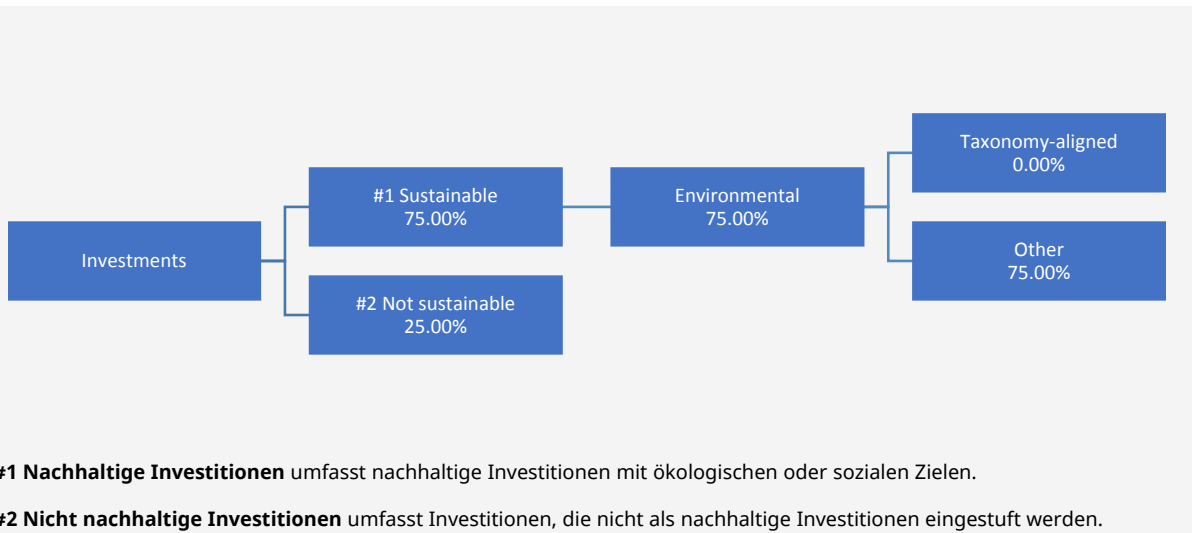 Investments
#1 Sustainable
75.00%
#2 Not sustainable
25.00%
Environmental
75.00%
Taxonomy-aligned
0.00%
Other
75.00%
#1 Nachhaltige Investitionen umfasst nachhaltige Investitionen mit ökologischen oder sozialen Zielen.
#2 Nicht nachhaltige Investitionen umfasst Investitionen, die nicht als nachhaltige Investitionen eingestuft werden.